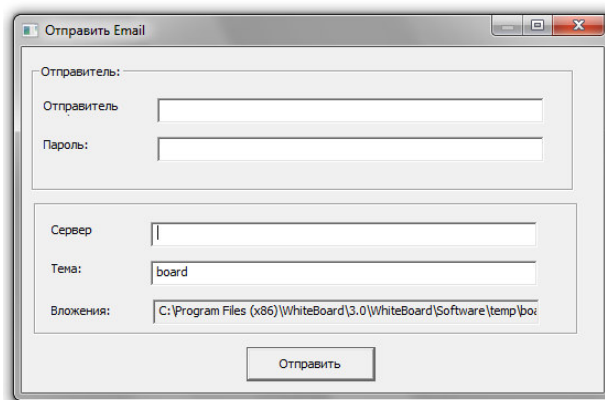 Отправить Email
Отправитель:
Отправитель
Пароль:
Сервер
Тема: board
Вложения: C:\Program Files (x86)\WhiteBoard\3.0\WhiteBoard\Software\temp\boa
Отправить